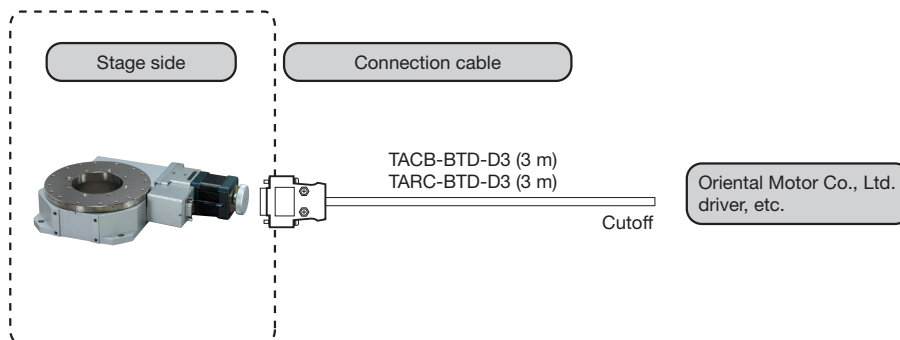 Stage side
Connection cable
TACB-BTD-D3 (3 m)
TARC-BTD-D3 (3 m)
Cutoff
Oriental Motor Co., Ltd.
driver, etc.